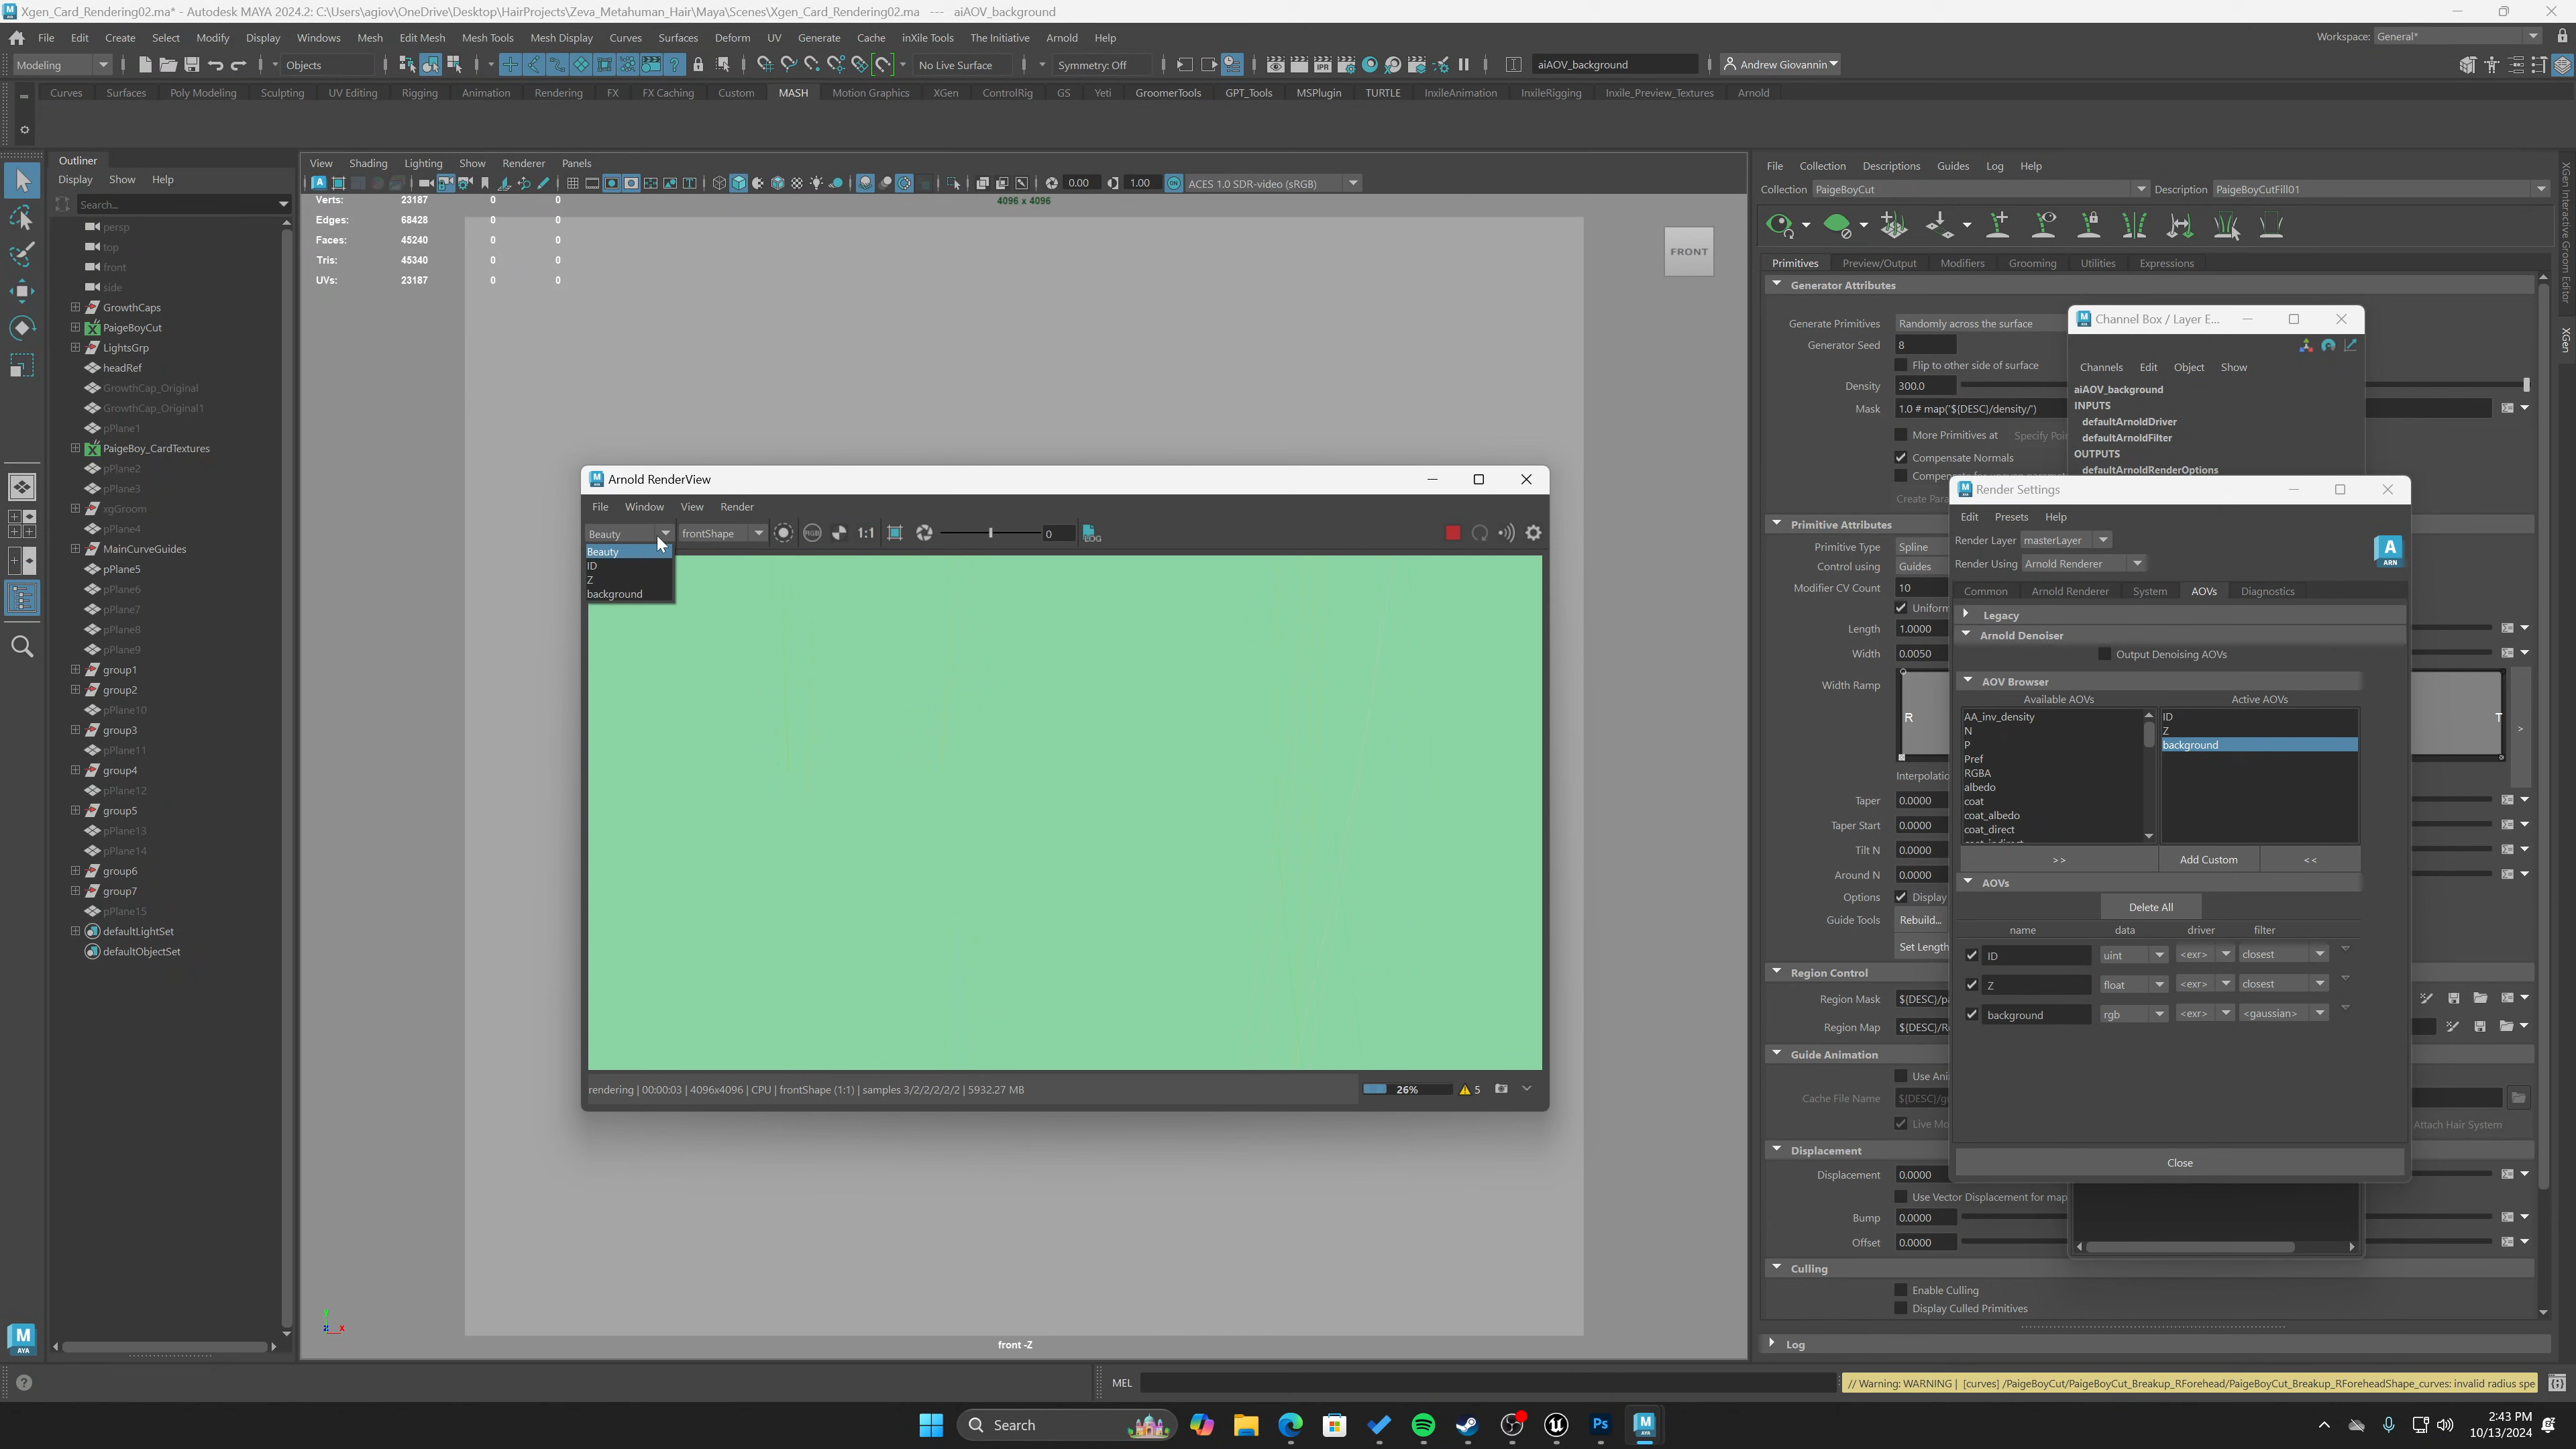 Xgen_Card_Rendering02.ma* - Autodesk MAYA 2024.2: C:\Users\agiov\OneDrive\Desktop\HairProjects\Zeva_Metahuman_Hair\Maya\Scenes\Xgen_Card_Rendering02.ma --- aiAOV_background
File Edit Create Select Modify Display Windows Mesh Edit Mesh Mesh Tools Mesh Display Curves Surfaces Deform UV Generate Cache inXile Tools The Initiative Arnold Help
Workspace: General*
Modeling Objects No Live Surface Symmetry: Off aiAOV_background Andrew Giovannin
Curves Surfaces Poly Modeling Sculpting UV Editing Rigging Animation Rendering FX FX Caching Custom MASH Motion Graphics XGen ControlRig GS Yeti GroomerTools GPT_Tools MSPlugin TURTLE InxileAnimation InxileRigging Inxile_Preview_Textures Arnold
Outliner
Display Show Help
Search...
persp
top
front
side
GrowthCaps
PaigeBoyCut
LightsGrp
headRef
GrowthCap_Original
GrowthCap_Original1
pPlane1
PaigeBoy_CardTextures
pPlane2
pPlane3
xgGroom
pPlane4
MainCurveGuides
pPlane5
pPlane6
pPlane7
pPlane8
pPlane9
group1
group2
pPlane10
group3
pPlane11
group4
pPlane12
group5
pPlane13
pPlane14
group6
group7
pPlane15
defaultLightSet
defaultObjectSet
View Shading Lighting Show Renderer Panels
0.00 1.00 ACES 1.0 SDR-video (sRGB)
4096 x 4096
Verts: 23187 0 0
Edges: 68428 0 0
Faces: 45240 0 0
Tris: 45340 0 0
UVs: 23187 0 0
FRONT
front -Z
Arnold RenderView
File Window View Render
Beauty frontShape 1:1 0 LOG
Beauty
ID
Z
background
rendering | 00:00:03 | 4096x4096 | CPU | frontShape (1:1) | samples 3/2/2/2/2/2 | 5932.27 MB
26% 5
File Collection Descriptions Guides Log Help
Collection PaigeBoyCut Description PaigeBoyCutFill01
Primitives Preview/Output Modifiers Grooming Utilities Expressions
Generator Attributes
Generate Primitives Randomly across the surface
Generator Seed 8
Flip to other side of surface
Density 300.0
Mask 1.0 # map('${DESC}/density/')
More Primitives at
Compensate Normals
Primitive Attributes
Primitive Type Spline
Control using Guides
Modifier CV Count 10
Length 1.0000
Width 0.0050
Width Ramp R T
Taper 0.0000
Taper Start 0.0000
Tilt N 0.0000
Around N 0.0000
Options Display
Guide Tools Rebuild...
Set Length
Region Control
Region Mask
Region Map
Guide Animation
Cache File Name
Attach Hair System
Displacement
Displacement 0.0000
Use Vector Displacement for map
Bump 0.0000
Offset 0.0000
Culling
Enable Culling
Display Culled Primitives
Log
Channel Box / Layer E...
Channels Edit Object Show
aiAOV_background
INPUTS
defaultArnoldDriver
defaultArnoldFilter
OUTPUTS
defaultArnoldRenderOptions
Render Settings
Edit Presets Help
Render Layer masterLayer
Render Using Arnold Renderer
ARN
Common Arnold Renderer System AOVs Diagnostics
Legacy
Arnold Denoiser
Output Denoising AOVs
AOV Browser
Available AOVs Active AOVs
AA_inv_density ID
N Z
P background
Pref
RGBA
albedo
coat
coat_albedo
coat_direct
>> Add Custom <<
AOVs
Delete All
name data driver filter
ID uint <exr> closest
Z float <exr> closest
background rgb <exr> <gaussian>
Close
XGen Interactive Groom Editor
XGen
MEL
// Warning: WARNING | [curves] /PaigeBoyCut/PaigeBoyCut_Breakup_RForehead/PaigeBoyCut_Breakup_RForeheadShape_curves: invalid radius spe
Search
2:43 PM
10/13/2024